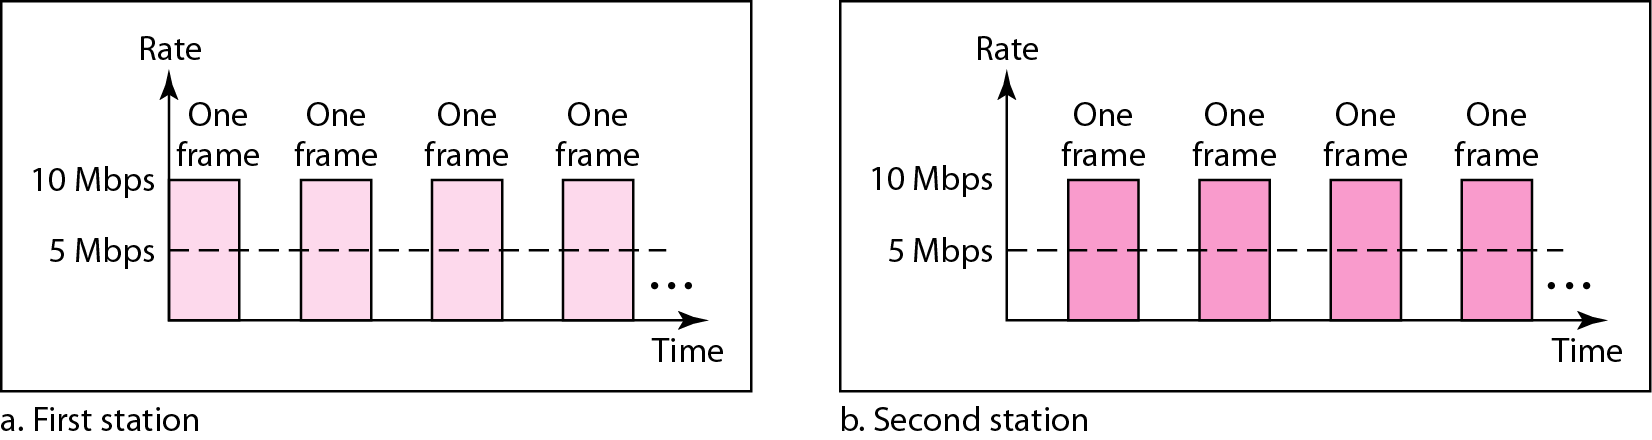 Rate
One One One One
frame frame frame frame
10 Mbps
5 Mbps
...
Time
a. First station
Rate
One One One One
frame frame frame frame
10 Mbps
5 Mbps
...
Time
b. Second station